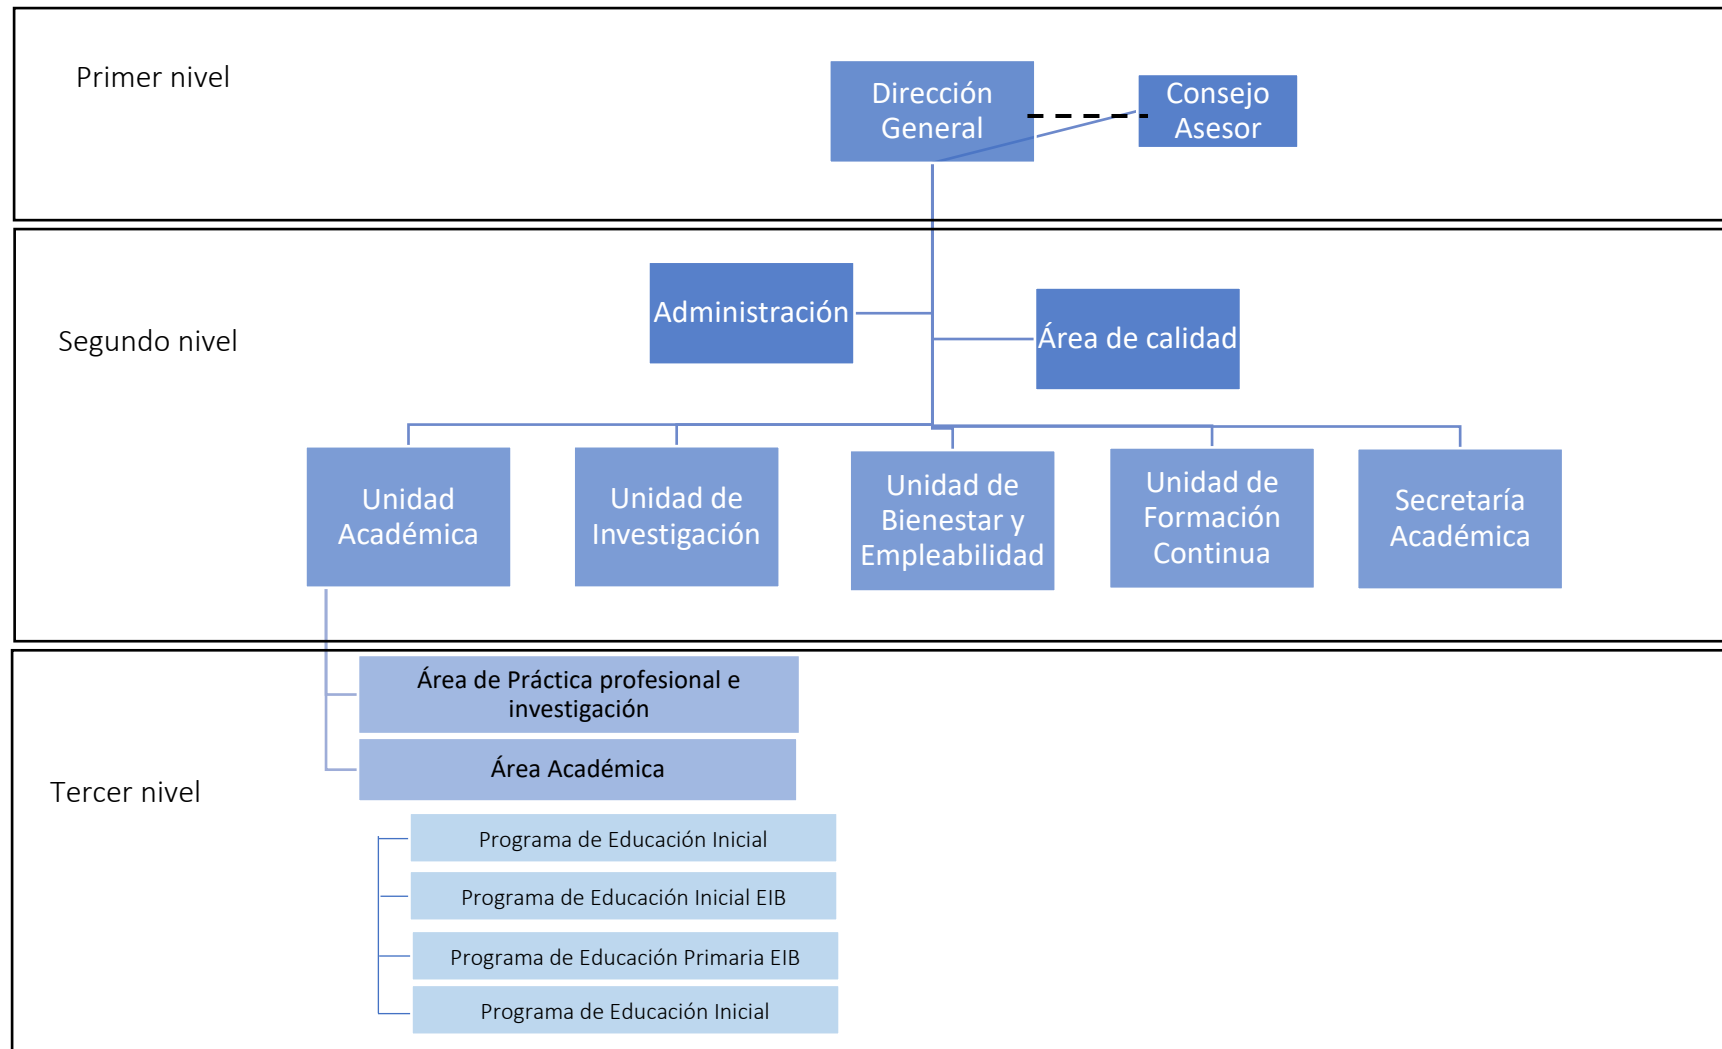 Primer nivel
Dirección
General
Consejo
Asesor
Segundo nivel
Administración
Área de calidad
Unidad
Académica
Unidad de
Investigación
Unidad de
Bienestar y
Empleabilidad
Unidad de
Formación
Continua
Secretaría
Académica
Tercer nivel
Área de Práctica profesional e
investigación
Área Académica
Programa de Educación Inicial
Programa de Educación Inicial EIB
Programa de Educación Primaria EIB
Programa de Educación Inicial